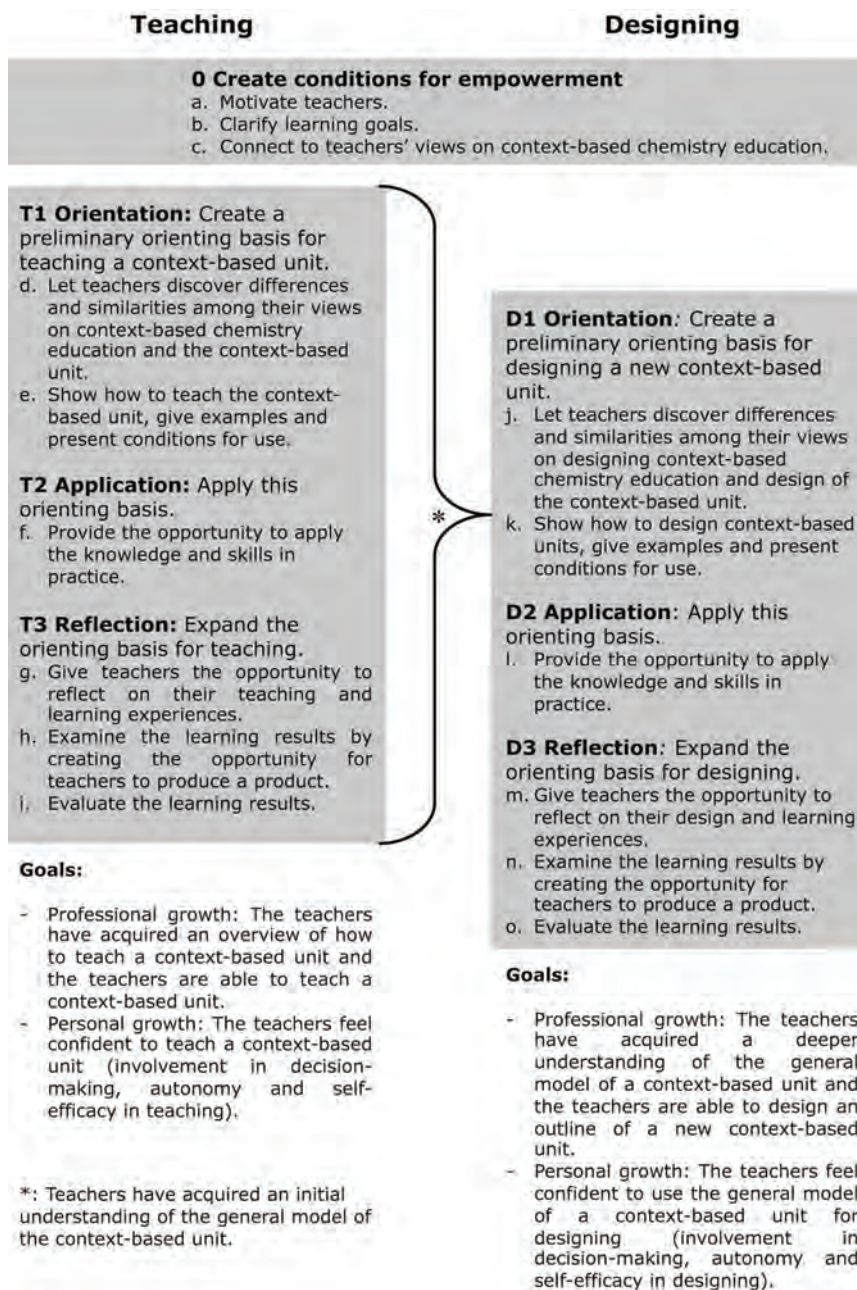 Teaching
Designing
0 Create conditions for empowerment
a. Motivate teachers.
b. Clarify learning goals.
c. Connect to teachers' views on context-based chemistry education.
T1 Orientation: Create a
preliminary orienting basis for
teaching a context-based unit.
d. Let teachers discover differences
and similarities among their views
on context-based chemistry
education and the context-based
unit.
e. Show how to teach the context-
based unit, give examples and
present conditions for use.
T2 Application: Apply this
orienting basis.
f. Provide the opportunity to apply
the knowledge and skills in
practice.
T3 Reflection: Expand the
orienting basis for teaching.
g. Give teachers the opportunity to
reflect on their teaching and
learning experiences.
h. Examine the learning results by
creating the opportunity for
teachers to produce a product.
i. Evaluate the learning results.
Goals:
- Professional growth: The teachers
have acquired an overview of how
to teach a context-based unit and
the teachers are able to teach a
context-based unit.
- Personal growth: The teachers feel
confident to teach a context-based
unit (involvement in decision-
making, autonomy and self-
efficacy in teaching).
*: Teachers have acquired an initial
understanding of the general model of
the context-based unit.
*
D1 Orientation: Create a
preliminary orienting basis for
designing a new context-based
unit.
j. Let teachers discover differences
and similarities among their views
on designing context-based
chemistry education and design of
the context-based unit.
k. Show how to design context-based
units, give examples and present
conditions for use.
D2 Application: Apply this
orienting basis.
l. Provide the opportunity to apply
the knowledge and skills in
practice.
D3 Reflection: Expand the
orienting basis for designing.
m. Give teachers the opportunity to
reflect on their design and learning
experiences.
n. Examine the learning results by
creating the opportunity for
teachers to produce a product.
o. Evaluate the learning results.
Goals:
- Professional growth: The teachers
have acquired a deeper
understanding of the general
model of a context-based unit and
the teachers are able to design an
outline of a new context-based
unit.
- Personal growth: The teachers feel
confident to use the general model
of a context-based unit for
designing (involvement in
decision-making, autonomy and
self-efficacy in designing).